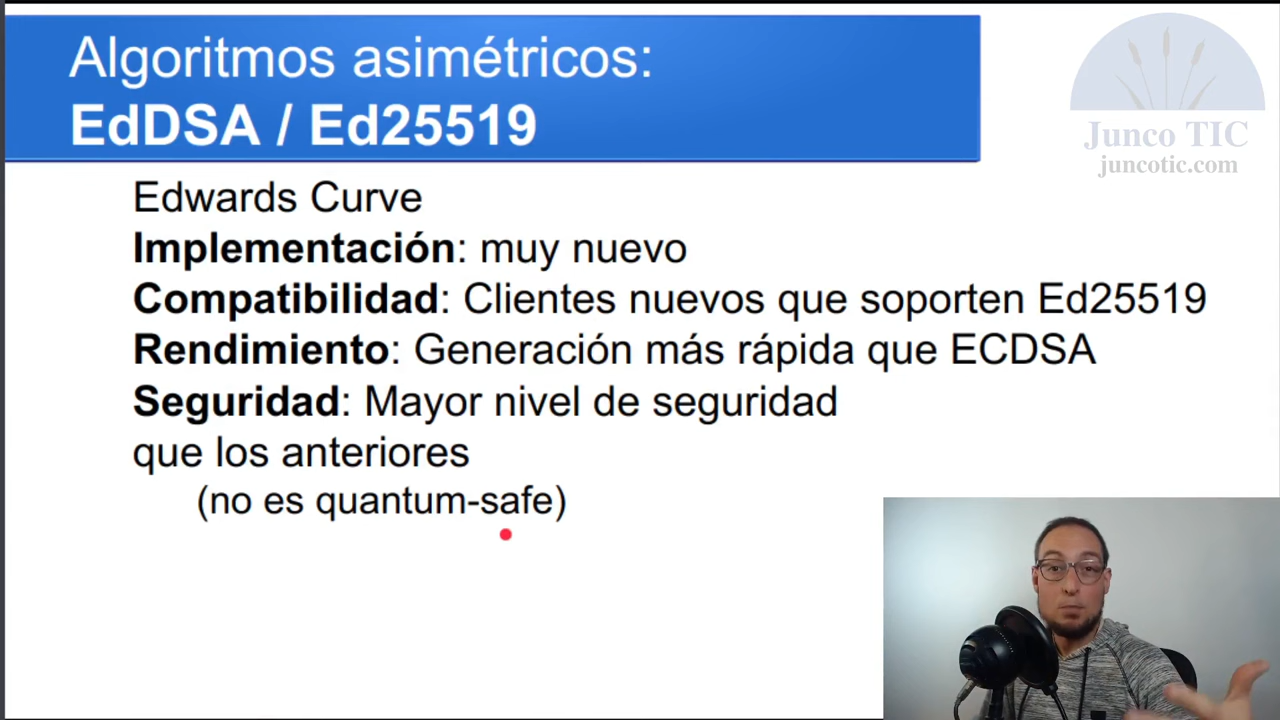 Algoritmos asimétricos:
EdDSA / Ed25519
Junco TIC
juncotic.com
Edwards Curve
Implementación: muy nuevo
Compatibilidad: Clientes nuevos que soporten Ed25519
Rendimiento: Generación más rápida que ECDSA
Seguridad: Mayor nivel de seguridad
que los anteriores
(no es quantum-safe)